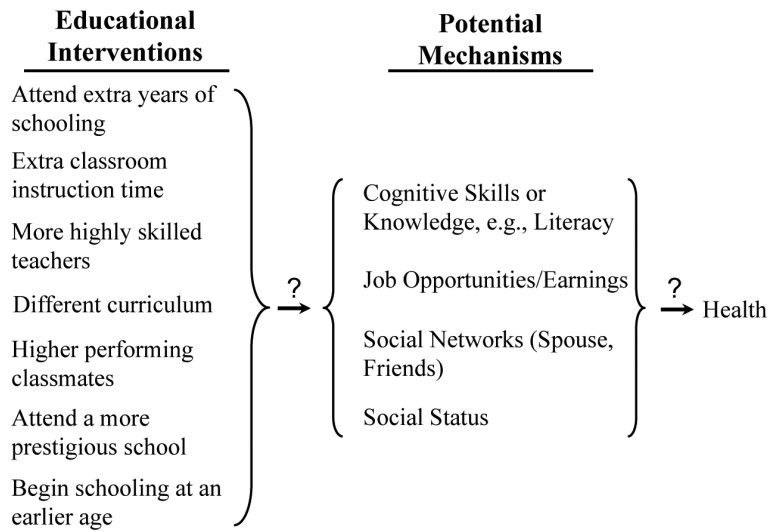 Educational
Interventions
Attend extra years of
schooling
Extra classroom
instruction time
More highly skilled
teachers
Different curriculum
Higher performing
classmates
Attend a more
prestigious school
Begin schooling at an
earlier age
?
Potential
Mechanisms
Cognitive Skills or
Knowledge, e.g., Literacy
Job Opportunities/Earnings
Social Networks (Spouse,
Friends)
Social Status
?
Health